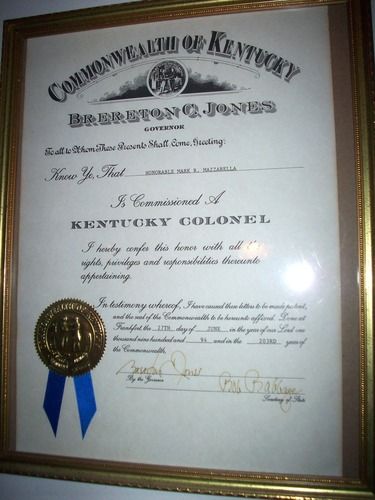 COMMONWEALTH OF KENTUCKY
BRERETON C. JONES
GOVERNOR
To all to Whom These Presents Shall Come, Greeting:
Know Ye, That HONORABLE MARK R. MAZZARELLA
Is Commissioned A
KENTUCKY COLONEL
I hereby confer this honor with all
rights, privileges and responsibilities thereunto
appertaining.
In testimony whereof, I have caused these letters to be made patent,
and the seal of the Commonwealth to be hereunto affixed. Done at
Frankfort the 17TH day of JUNE in the year of our Lord one
thousand nine hundred and 94 and in the 203RD year of
the Commonwealth.
Brereton Jones
By the Governor
Bob Babbage
Secretary of State